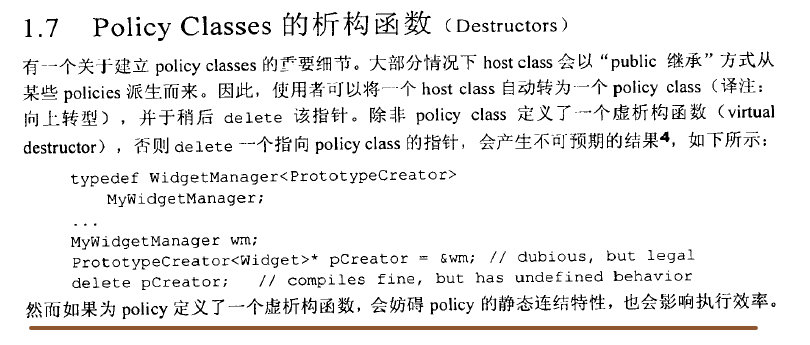 1.7 Policy Classes 的析构函数（Destructors）
有一个关于建立 policy classes 的重要细节。大部分情况下 host class 会以“public 继承”方式从
某些 policies 派生而来。因此，使用者可以将一个 host class 自动转为一个 policy class（译注：
向上转型），并于稍后 delete 该指针。除非 policy class 定义了一个虚析构函数（virtual
destructor），否则 delete 一个指向 policy class 的指针，会产生不可预期的结果4，如下所示：
typedef WidgetManager<PrototypeCreator>
MyWidgetManager;
...
MyWidgetManager wm;
PrototypeCreator<Widget>* pCreator = &wm; // dubious, but legal
delete pCreator; // compiles fine, but has undefined behavior
然而如果为 policy 定义了一个虚析构函数，会妨碍 policy 的静态连结特性，也会影响执行效率。